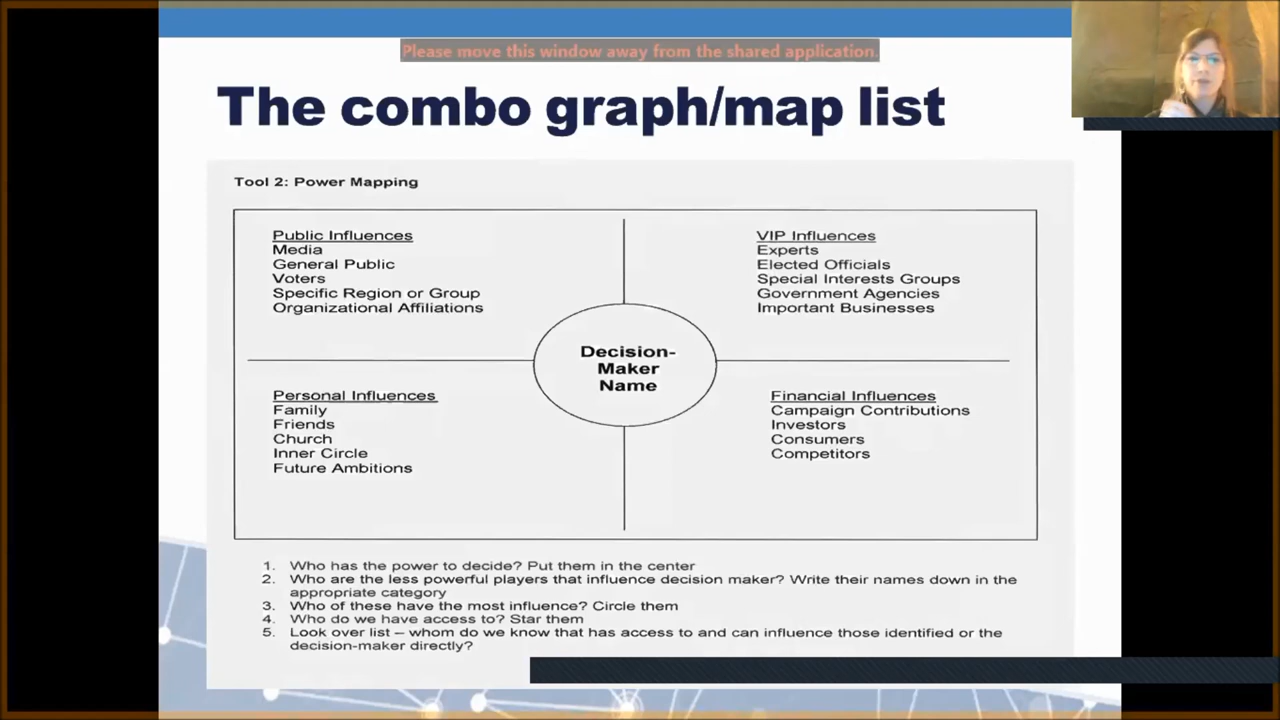 Please move this window away from the shared application.
The combo graph/map list
Tool 2: Power Mapping
Public Influences
Media
General Public
Voters
Specific Region or Group
Organizational Affiliations
VIP Influences
Experts
Elected Officials
Special Interests Groups
Government Agencies
Important Businesses
Decision-
Maker
Name
Personal Influences
Family
Friends
Church
Inner Circle
Future Ambitions
Financial Influences
Campaign Contributions
Investors
Consumers
Competitors
1. Who has the power to decide? Put them in the center
2. Who are the less powerful players that influence decision maker? Write their names down in the
appropriate category
3. Who of these have the most influence? Circle them
4. Who do we have access to? Star them
5. Look over list – whom do we know that has access to and can influence those identified or the
decision-maker directly?